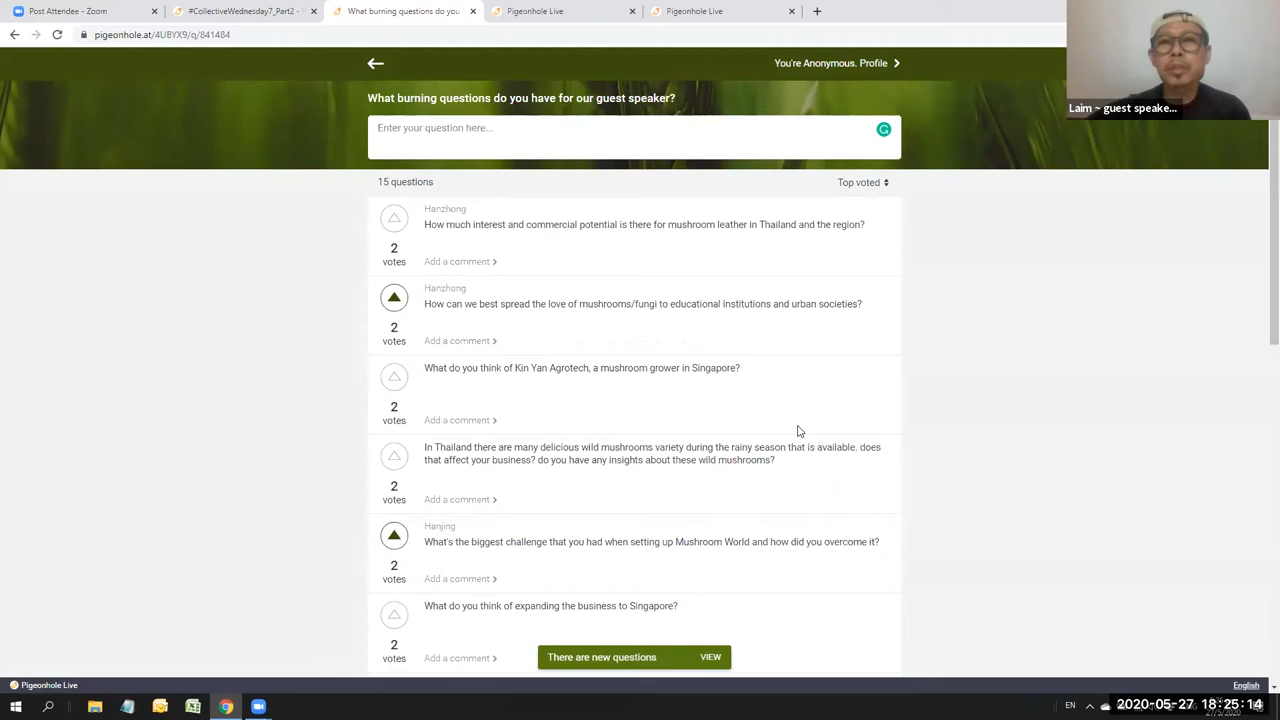 Post Attendee - Zoom
#CollectiveWednesday7_Part2 -
What burning questions do you
Pigeonhole Live
Pigeonhole Live
pigeonhole.at/4UBYX9/q/841484
You're Anonymous. Profile
Laim ~ guest speake...
What burning questions do you have for our guest speaker?
Enter your question here...
15 questions
Top voted
Hanzhong
How much interest and commercial potential is there for mushroom leather in Thailand and the region?
2
votes
Add a comment
Hanzhong
How can we best spread the love of mushrooms/fungi to educational institutions and urban societies?
2
votes
Add a comment
What do you think of Kin Yan Agrotech, a mushroom grower in Singapore?
2
votes
Add a comment
In Thailand there are many delicious wild mushrooms variety during the rainy season that is available. does
that affect your business? do you have any insights about these wild mushrooms?
2
votes
Add a comment
Hanjing
What's the biggest challenge that you had when setting up Mushroom World and how did you overcome it?
2
votes
Add a comment
What do you think of expanding the business to Singapore?
2
votes
Add a comment
There are new questions
VIEW
Pigeonhole Live
English
EN
2020-05-27 18:25:14